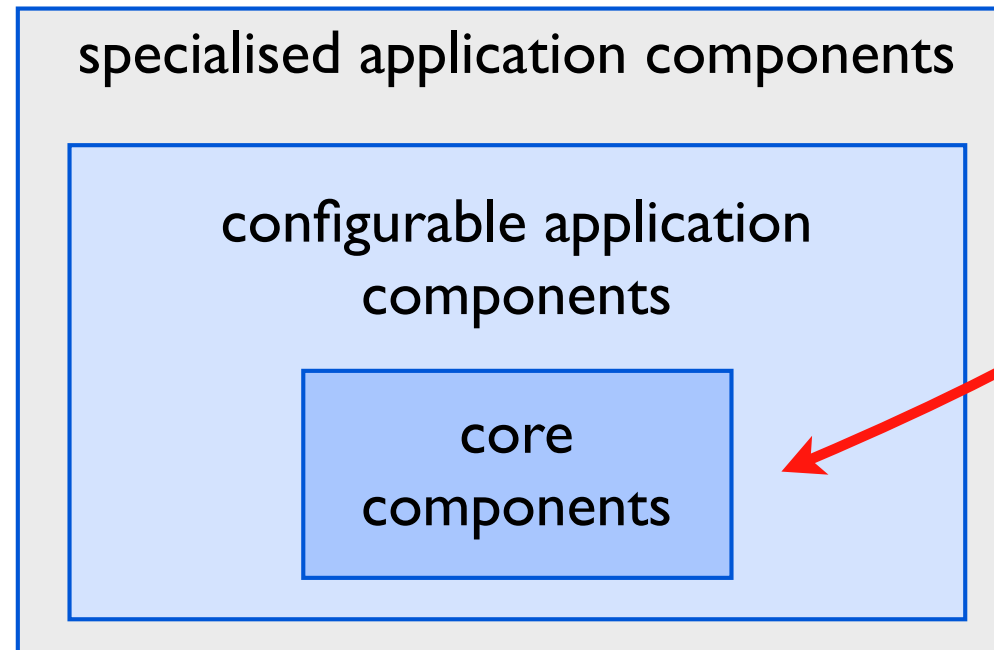 specialised application components
configurable application
components
core
components